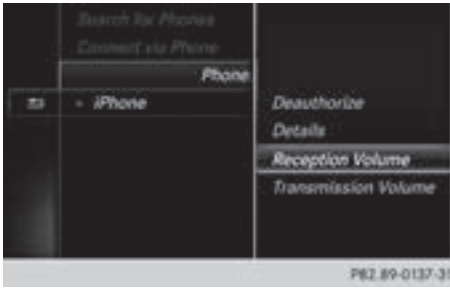 Search for Phones
Connect via Phone
Phone
iPhone
Deauthorize
Details
Reception Volume
Transmission Volume
P82.89-0137-31